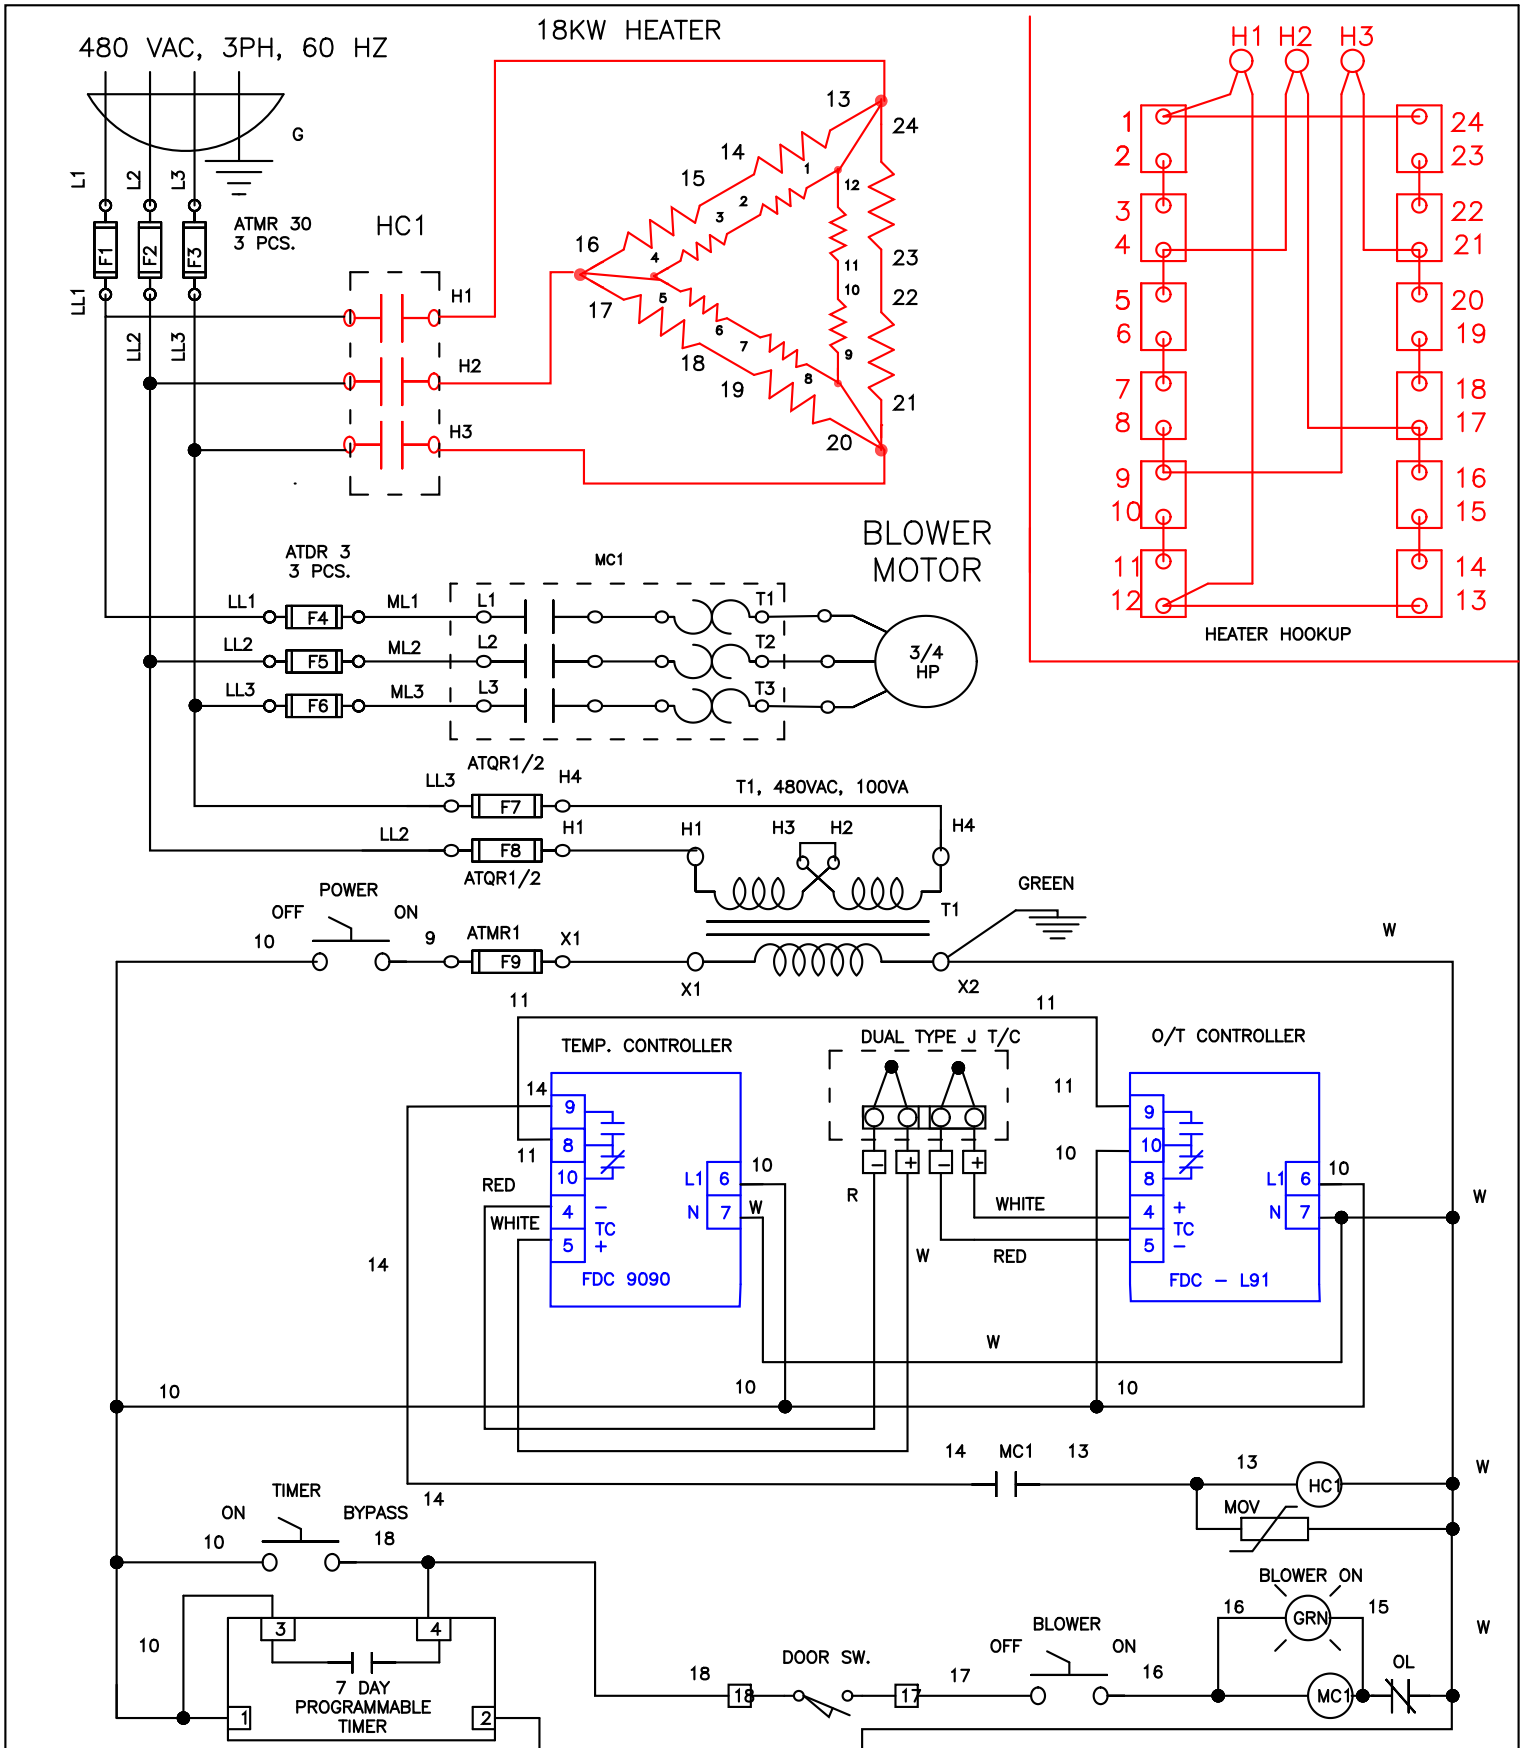 480 VAC, 3PH, 60 HZ
18KW HEATER
G
L1
L2
L3
F1
F2
F3
ATMR 30
3 PCS.
LL1
LL2
LL3
HC1
H1
H2
H3
13
24
14
15
16
17
18
19
20
21
22
23
1
2
3
4
5
6
7
8
9
10
11
12
H1 H2 H3
1
2
3
4
5
6
7
8
9
10
11
12
24
23
22
21
20
19
18
17
16
15
14
13
HEATER HOOKUP
BLOWER
MOTOR
ATDR 3
3 PCS.
MC1
LL1 F4 ML1 L1 T1
LL2 F5 ML2 L2 T2
LL3 F6 ML3 L3 T3
3/4
HP
ATQR1/2
LL3 F7 H4
T1, 480VAC, 100VA
LL2 F8 H1
ATQR1/2
H1 H3 H2 H4
T1
GREEN
POWER
OFF ON
10 9
ATMR1
F9 X1
X1 X2
W
11 11
TEMP. CONTROLLER
DUAL TYPE J T/C
O/T CONTROLLER
14 9
11 8
10
RED 4 −
TC
WHITE 5 +
L1 6 10
N 7 W
FDC 9090
− + − +
R
W
WHITE
RED
11 9
10 10
8
4 +
TC
5 −
L1 6 10
N 7
FDC − L91
W
14
W
10
10
10
14 MC1 13
13 HC1
W
MOV
14
TIMER
ON BYPASS
10 18
3 4
10
7 DAY
PROGRAMMABLE
TIMER
1 2
18
18
DOOR SW.
17
17
BLOWER
OFF ON
16
BLOWER ON
16 GRN 15
MC1
OL
W